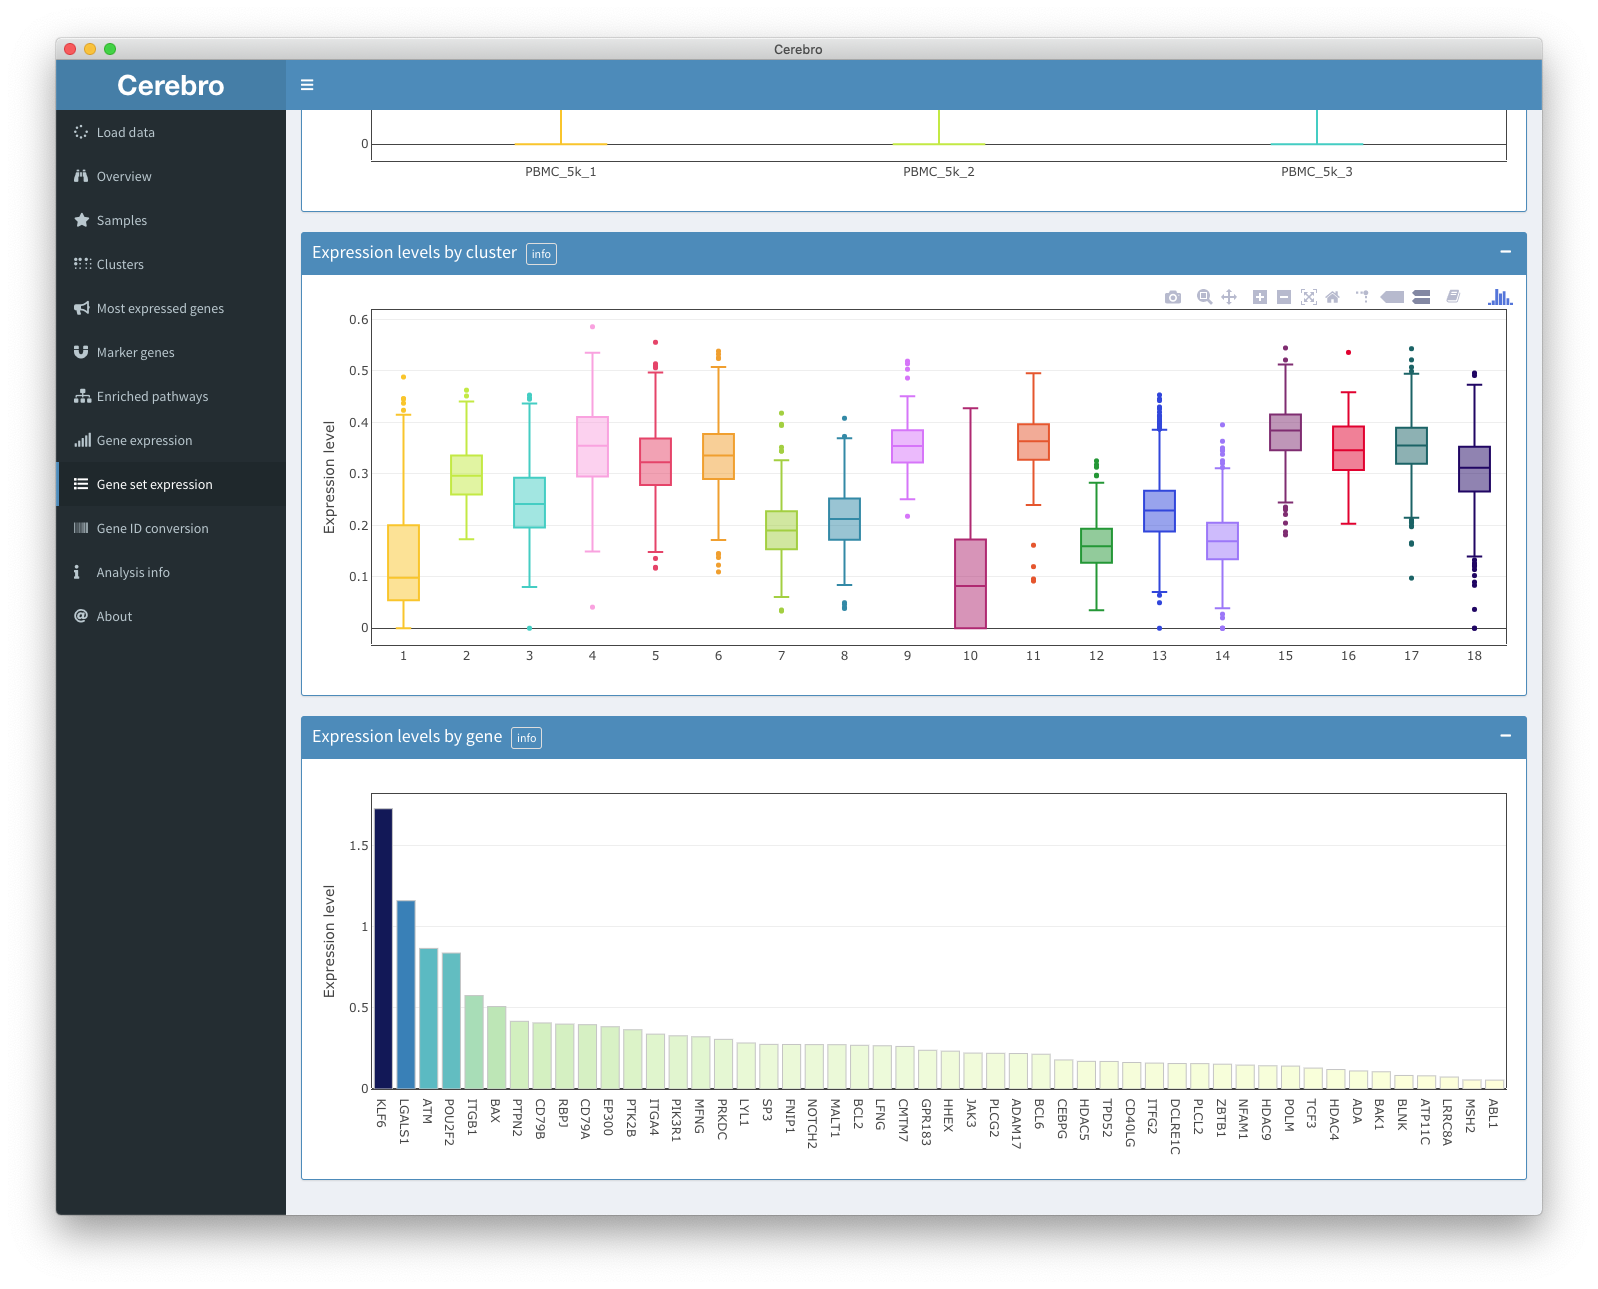 Cerebro
Cerebro
Load data
Overview
Samples
Clusters
Most expressed genes
Marker genes
Enriched pathways
Gene expression
Gene set expression
Gene ID conversion
Analysis info
About
0
PBMC_5k_1 PBMC_5k_2 PBMC_5k_3
Expression levels by cluster info
Expression level
0.6
0.5
0.4
0.3
0.2
0.1
0
1 2 3 4 5 6 7 8 9 10 11 12 13 14 15 16 17 18
Expression levels by gene info
Expression level
1.5
1
0.5
0
KLF6 LGALS1 ATM POU2F2 ITGB1 BAX PTPN2 CD79B RBPJ CD79A EP300 PTK2B ITGA4 PIK3R1 MFNG PRKDC LYL1 SP3 FNIP1 NOTCH2 MALT1 BCL2 LFNG CMTM7 GPR183 HHEX JAK3 PLCG2 ADAM17 BCL6 CEBPG HDAC5 TPD52 CD40LG ITFG2 DCLRE1C PLCL2 ZBTB1 NFAM1 HDAC9 POLM TCF3 HDAC4 ADA BAK1 BLNK ATP11C LRRC8A MSH2 ABL1